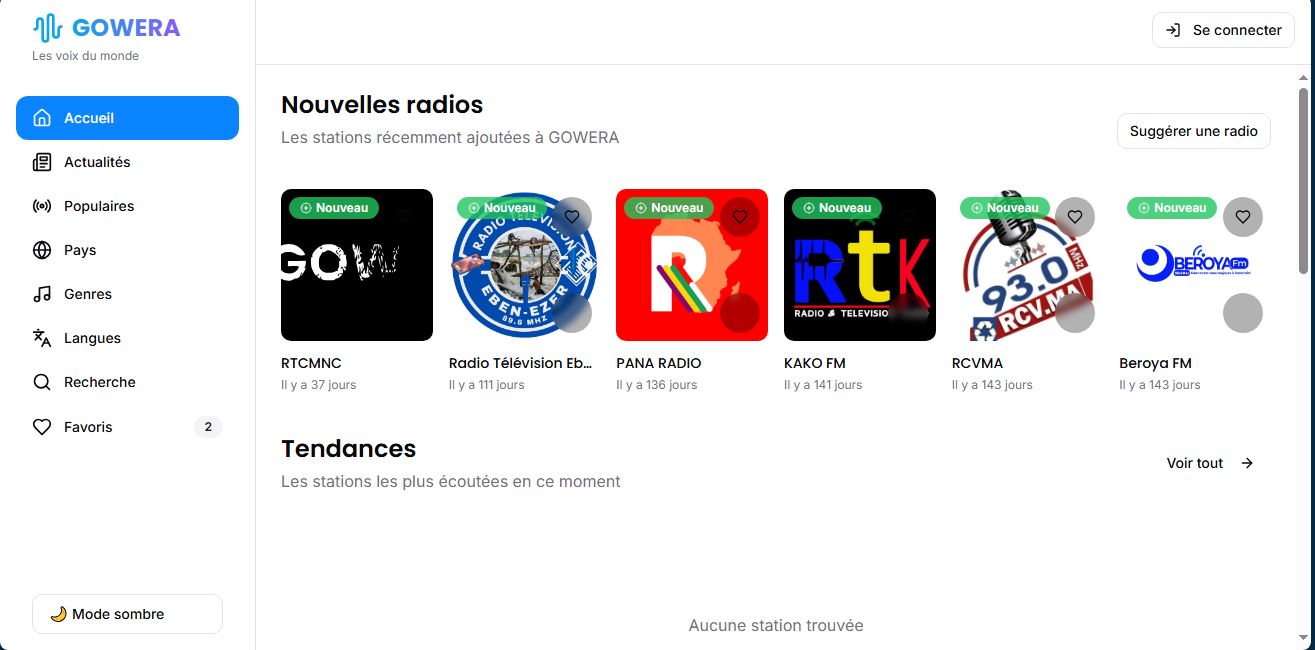 GOWERA
Les voix du monde
Se connecter
Accueil
Actualités
Populaires
Pays
Genres
Langues
Recherche
Favoris
2
Mode sombre
Nouvelles radios
Les stations récemment ajoutées à GOWERA
Suggérer une radio
Nouveau
GOW
RTCMNC
Il y a 37 jours
Nouveau
RADIO TÉLÉVISION
EBEN-EZER
89.6 MHZ
Radio Télévision Eb...
Il y a 111 jours
Nouveau
R
PANA RADIO
Il y a 136 jours
Nouveau
RtK
RADIO & TELEVISIO
KAKO FM
Il y a 141 jours
Nouveau
93.0
MHZ
RCV.MA
RCVMA
Il y a 143 jours
Nouveau
BEROYA Fm
Beroya FM
Il y a 143 jours
Tendances
Les stations les plus écoutées en ce moment
Voir tout
Aucune station trouvée